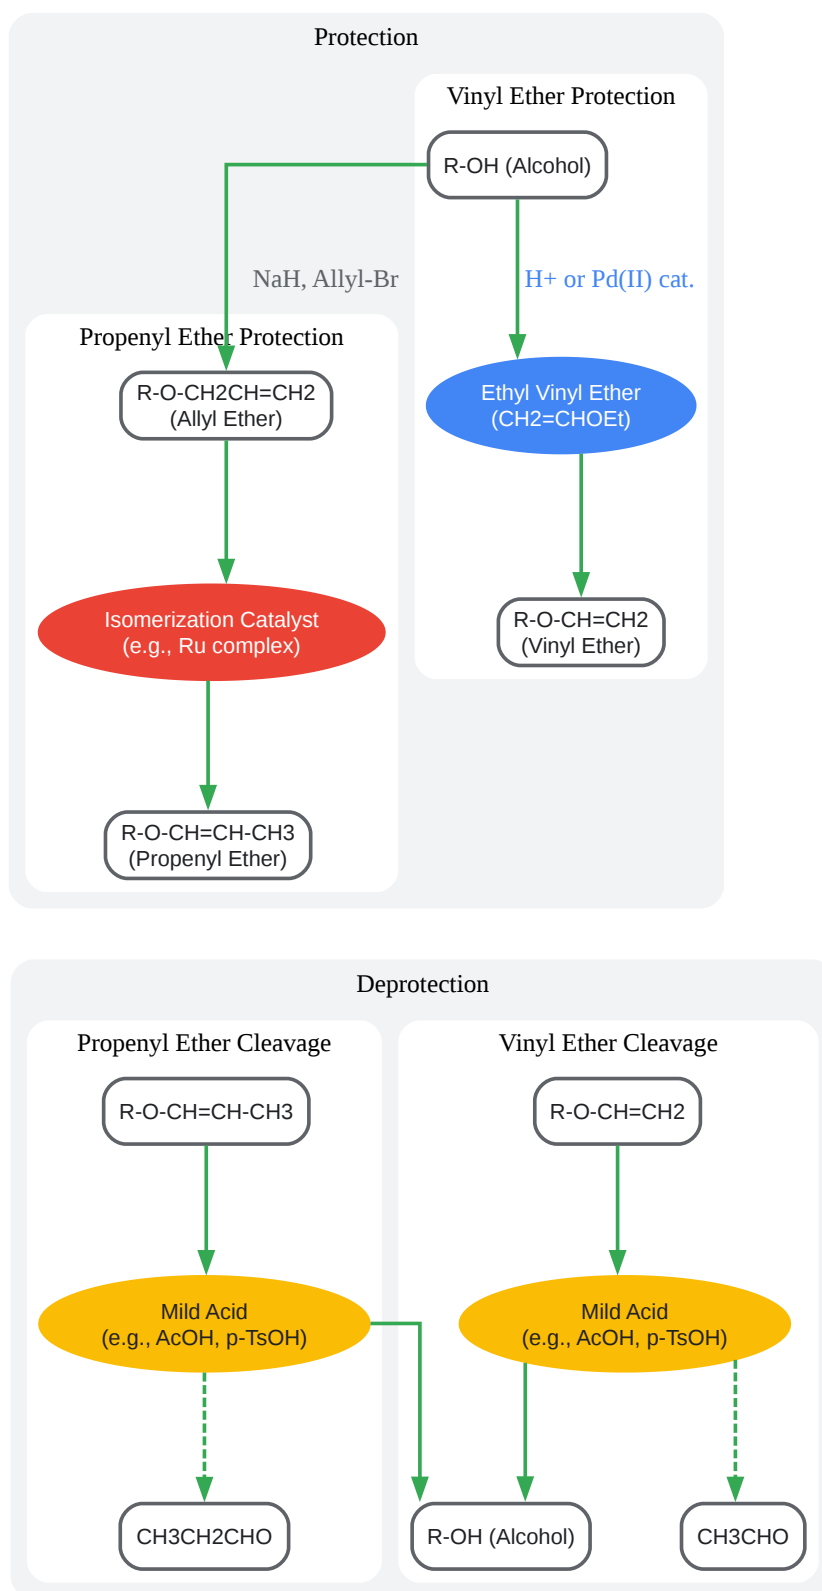 Protection
Vinyl Ether Protection
R-OH (Alcohol)
NaH, Allyl-Br
H+ or Pd(II) cat.
Propenyl Ether Protection
R-O-CH2CH=CH2
(Allyl Ether)
Ethyl Vinyl Ether
(CH2=CHOEt)
Isomerization Catalyst
(e.g., Ru complex)
R-O-CH=CH2
(Vinyl Ether)
R-O-CH=CH-CH3
(Propenyl Ether)
Deprotection
Propenyl Ether Cleavage
Vinyl Ether Cleavage
R-O-CH=CH-CH3
R-O-CH=CH2
Mild Acid
(e.g., AcOH, p-TsOH)
Mild Acid
(e.g., AcOH, p-TsOH)
CH3CH2CHO
R-OH (Alcohol)
CH3CHO